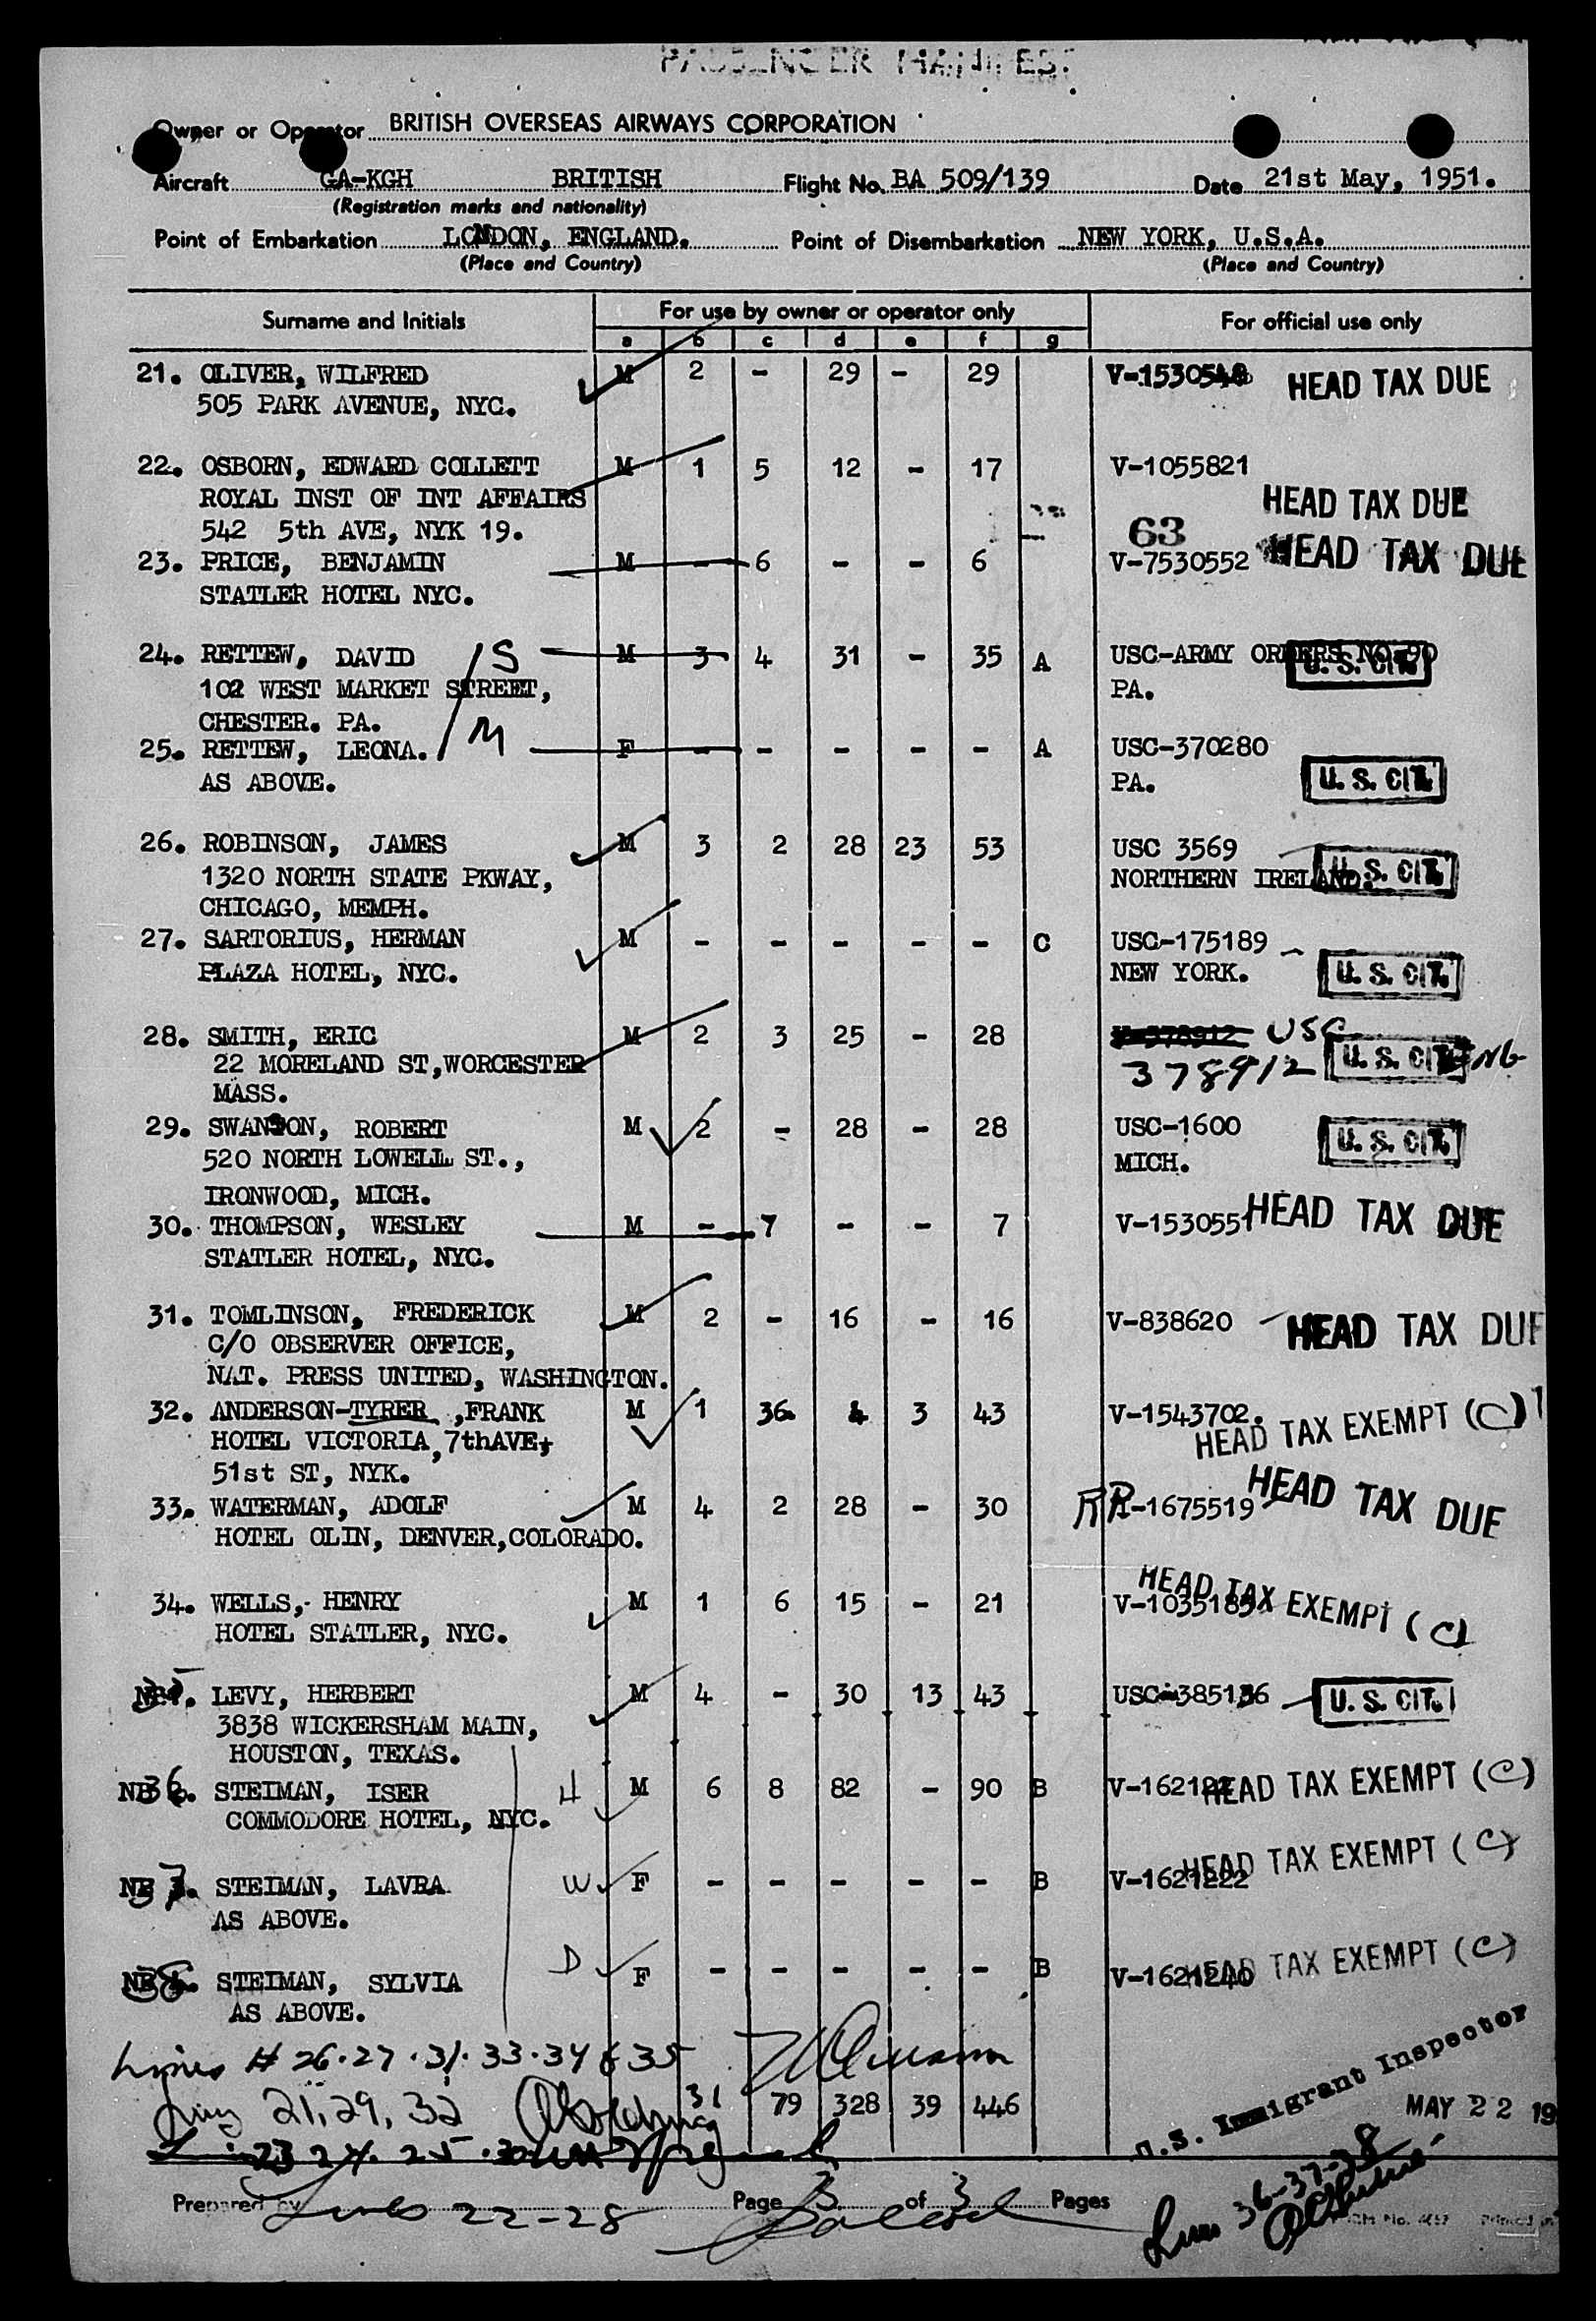 PASSENGER MANIFEST
Owner or Operator BRITISH OVERSEAS AIRWAYS CORPORATION
Aircraft GA-KGH BRITISH Flight No. BA 509/139 Date 21st May, 1951.
(Registration marks and nationality)
Point of Embarkation LONDON, ENGLAND. Point of Disembarkation NEW YORK, U.S.A.
(Place and Country) (Place and Country)
Surname and Initials For use by owner or operator only For official use only
a b c d e f g
21. OLIVER, WILFRED M 2 - 29 - 29 HEAD TAX DUE
505 PARK AVENUE, NYC.
22. OSBORN, EDWARD COLLETT M 1 5 12 - 17 V-1055821
ROYAL INST OF INT AFFAIRS HEAD TAX DUE
542 5th AVE, NYK 19. 63
23. PRICE, BENJAMIN M - 6 - - 6 V-7530552 HEAD TAX DUE
STATLER HOTEL NYC.
24. RETTEW, DAVID S M 3 4 31 - 35 A USC-ARMY ORDERS NO-90 U. S. CIT.
102 WEST MARKET STREET, PA.
CHESTER. PA.
25. RETTEW, LEONA. M F - - - - - A USC-370280
AS ABOVE. PA. U. S. CIT.
26. ROBINSON, JAMES M 3 2 28 23 53 USC 3569
1320 NORTH STATE PKWAY, NORTHERN IRELAND. U. S. CIT.
CHICAGO, MEMPH.
27. SARTORIUS, HERMAN M - - - - - C USC-175189
PLAZA HOTEL, NYC. NEW YORK. U. S. CIT.
28. SMITH, ERIC M 2 3 25 - 28 V-378912 USC
22 MORELAND ST,WORCESTER 378912 U. S. CIT. ENG
MASS.
29. SWANSON, ROBERT M 2 - 28 - 28 USC-1600
520 NORTH LOWELL ST., MICH. U. S. CIT.
IRONWOOD, MICH.
30. THOMPSON, WESLEY M - 7 - - 7 V-1530551 HEAD TAX DUE
STATLER HOTEL, NYC.
31. TOMLINSON, FREDERICK M 2 - 16 - 16 V-838620 HEAD TAX DUE
C/O OBSERVER OFFICE,
NAT. PRESS UNITED, WASHINGTON.
32. ANDERSON-TYRER ,FRANK M 1 36 4 3 43 V-1543702.
HOTEL VICTORIA,7thAVE+ HEAD TAX EXEMPT (C)
51st ST, NYK.
33. WATERMAN, ADOLF M 4 2 28 - 30 -1675519 HEAD TAX DUE
HOTEL OLIN, DENVER,COLORADO.
34. WELLS, HENRY M 1 6 15 - 21 V-1035185 HEAD TAX EXEMPT (C)
HOTEL STATLER, NYC.
35. LEVY, HERBERT M 4 - 30 13 43 USC-385136 U. S. CIT.
3838 WICKERSHAM MAIN,
HOUSTON, TEXAS.
36. STEIMAN, ISER H M 6 8 82 - 90 B HEAD TAX EXEMPT (C)
COMMODORE HOTEL, NYC.
37. STEIMAN, LAVRA W F - - - - - B V-1621222 HEAD TAX EXEMPT (C)
AS ABOVE.
38. STEIMAN, SYLVIA D F - - - - - B V-1621240 HEAD TAX EXEMPT (C)
AS ABOVE.
Lines # 26.27.31.33.34 & 35
21, 29, 32 31 79 328 39 446 U.S. Immigrant Inspector MAY 22 19
23 24. 25.
Prepared by Lines 22-28 Page 3 of 3 Pages Lines 36-37-38